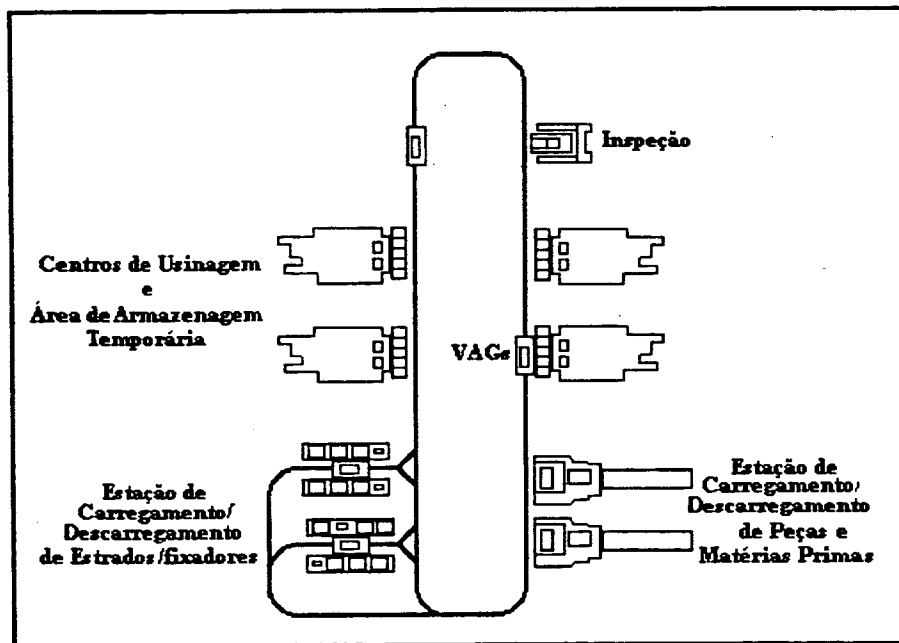 Inspeção
Centros de Usinagem
e
Área de Armazenagem
Temporária
VAGs
Estação de
Carregamento/
Descarregamento
de Estrados/fixadores
Estação de
Carregamento/
Descarregamento
de Peças e
Matérias Primas